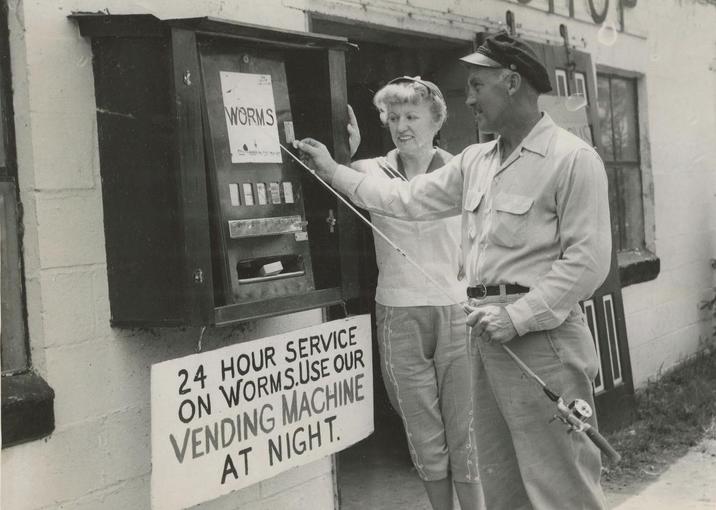 WORMS
24 HOUR SERVICE
ON WORMS.USE OUR
VENDING MACHINE
AT NIGHT.